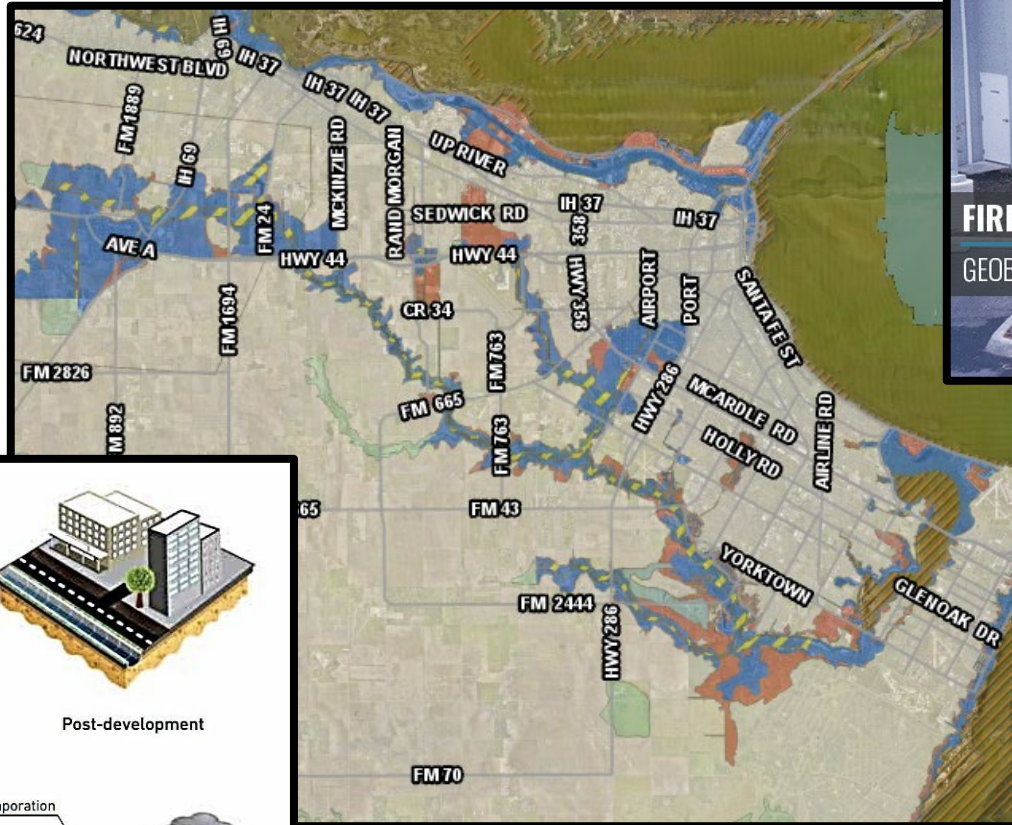 624
IH 69
NORTHWEST BLVD
IH 37
IH 37 IH 37
FM 1889
IH 69
MCKINZIE RD
RAND MORGAN
UP RIVER
SEDWICK RD
IH 37
IH 37
358
FM 24
AVE A
HWY 44
HWY 44
HWY 358
AIRPORT
PORT
SANTA FE ST
CR 34
FM 1694
FM 763
FM 2826
FM 665
HWY 286
MCARDLE RD
AIRLINE RD
M 892
FM 763
HOLLY RD
65
FM 43
YORKTOWN
FM 2444
HWY 286
GLENOAK DR
FM 70
FIR
GEOB
Post-development
aporation